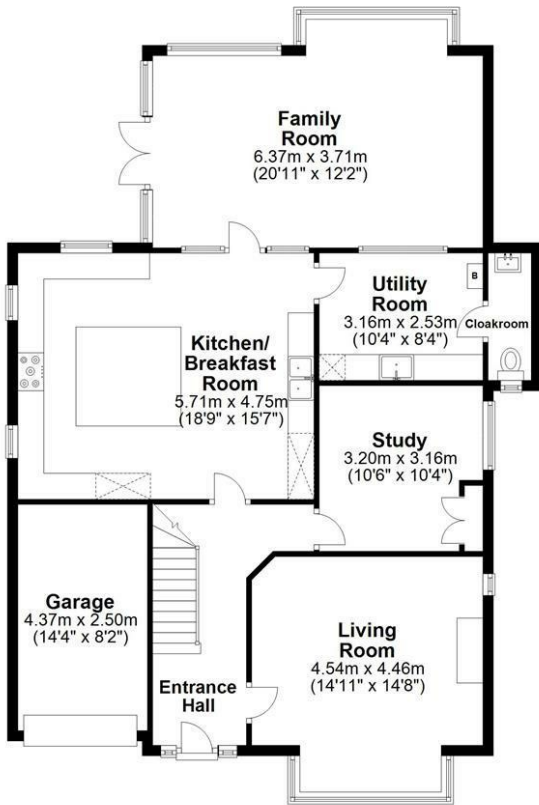 Family
Room
6.37m x 3.71m
(20'11" x 12'2")
Utility
Room
3.16m x 2.53m
(10'4" x 8'4")
B
Cloakroom
Kitchen/
Breakfast
Room
5.71m x 4.75m
(18'9" x 15'7")
Study
3.20m x 3.16m
(10'6" x 10'4")
Garage
4.37m x 2.50m
(14'4" x 8'2")
Living
Room
4.54m x 4.46m
(14'11" x 14'8")
Entrance
Hall